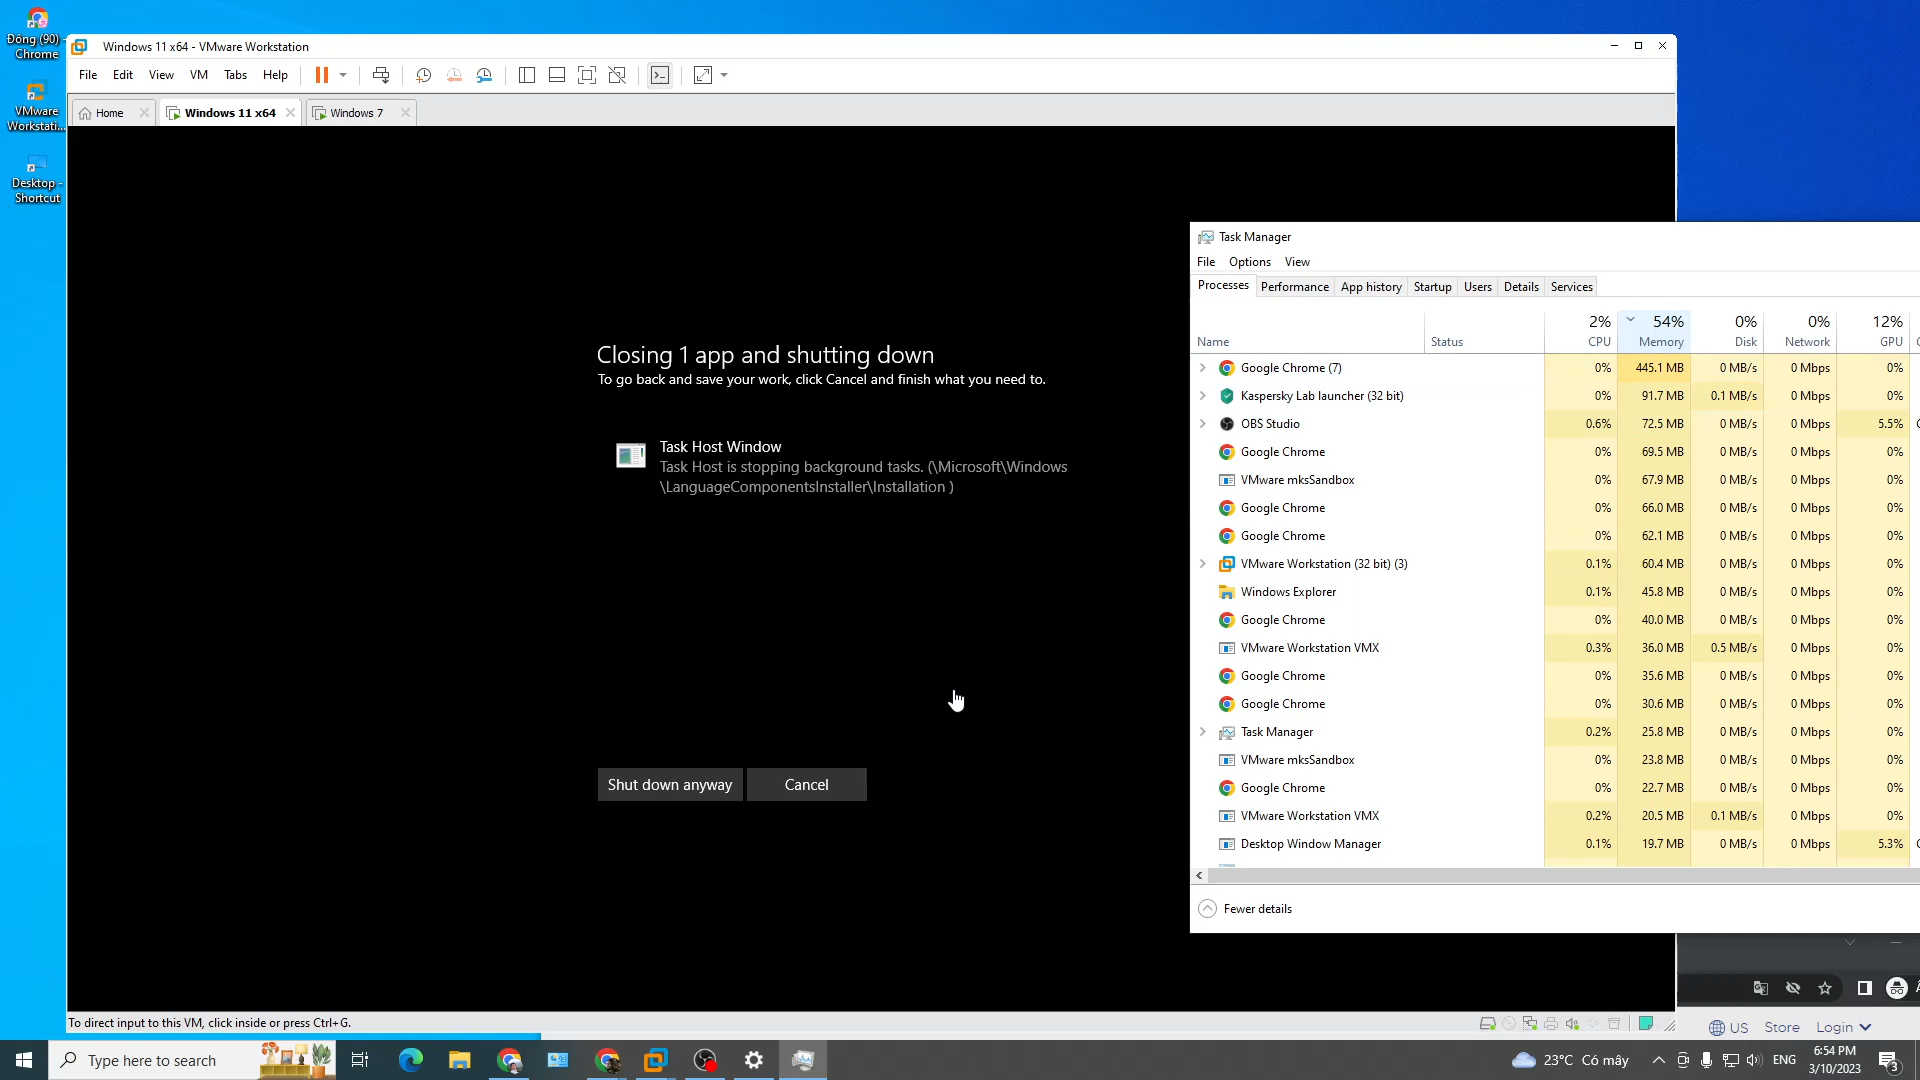 Đông (90) -
Chrome
VMware
Workstati...
Desktop -
Shortcut
Windows 11 x64 - VMware Workstation
File Edit View VM Tabs Help
Home Windows 11 x64 Windows 7
Closing 1 app and shutting down
To go back and save your work, click Cancel and finish what you need to.
Task Host Window
Task Host is stopping background tasks. (\Microsoft\Windows
\LanguageComponentsInstaller\Installation )
Shut down anyway Cancel
To direct input to this VM, click inside or press Ctrl+G.
Task Manager
File Options View
Processes Performance App history Startup Users Details Services
2% 54% 0% 0% 12%
Name Status CPU Memory Disk Network GPU
Google Chrome (7) 0% 445.1 MB 0 MB/s 0 Mbps 0%
Kaspersky Lab launcher (32 bit) 0% 91.7 MB 0.1 MB/s 0 Mbps 0%
OBS Studio 0.6% 72.5 MB 0 MB/s 0 Mbps 5.5%
Google Chrome 0% 69.5 MB 0 MB/s 0 Mbps 0%
VMware mksSandbox 0% 67.9 MB 0 MB/s 0 Mbps 0%
Google Chrome 0% 66.0 MB 0 MB/s 0 Mbps 0%
Google Chrome 0% 62.1 MB 0 MB/s 0 Mbps 0%
VMware Workstation (32 bit) (3) 0.1% 60.4 MB 0 MB/s 0 Mbps 0%
Windows Explorer 0.1% 45.8 MB 0 MB/s 0 Mbps 0%
Google Chrome 0% 40.0 MB 0 MB/s 0 Mbps 0%
VMware Workstation VMX 0.3% 36.0 MB 0.5 MB/s 0 Mbps 0%
Google Chrome 0% 35.6 MB 0 MB/s 0 Mbps 0%
Google Chrome 0% 30.6 MB 0 MB/s 0 Mbps 0%
Task Manager 0.2% 25.8 MB 0 MB/s 0 Mbps 0%
VMware mksSandbox 0% 23.8 MB 0 MB/s 0 Mbps 0%
Google Chrome 0% 22.7 MB 0 MB/s 0 Mbps 0%
VMware Workstation VMX 0.2% 20.5 MB 0.1 MB/s 0 Mbps 0%
Desktop Window Manager 0.1% 19.7 MB 0 MB/s 0 Mbps 5.3%
Fewer details
US Store Login
Type here to search
23°C Có mây ENG
6:54 PM
3/10/2023
3